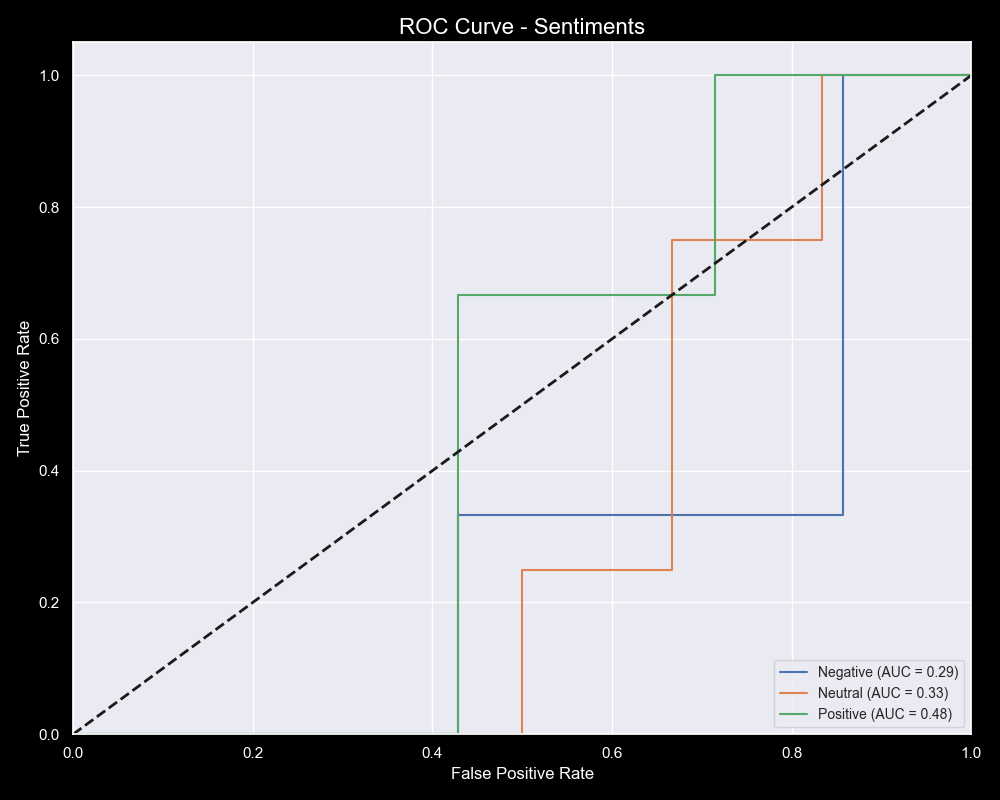 ROC Curve - Sentiments
True Positive Rate
1.0
0.8
0.6
0.4
0.2
0.0
0.0 0.2 0.4 0.6 0.8 1.0
False Positive Rate
Negative (AUC = 0.29)
Neutral (AUC = 0.33)
Positive (AUC = 0.48)